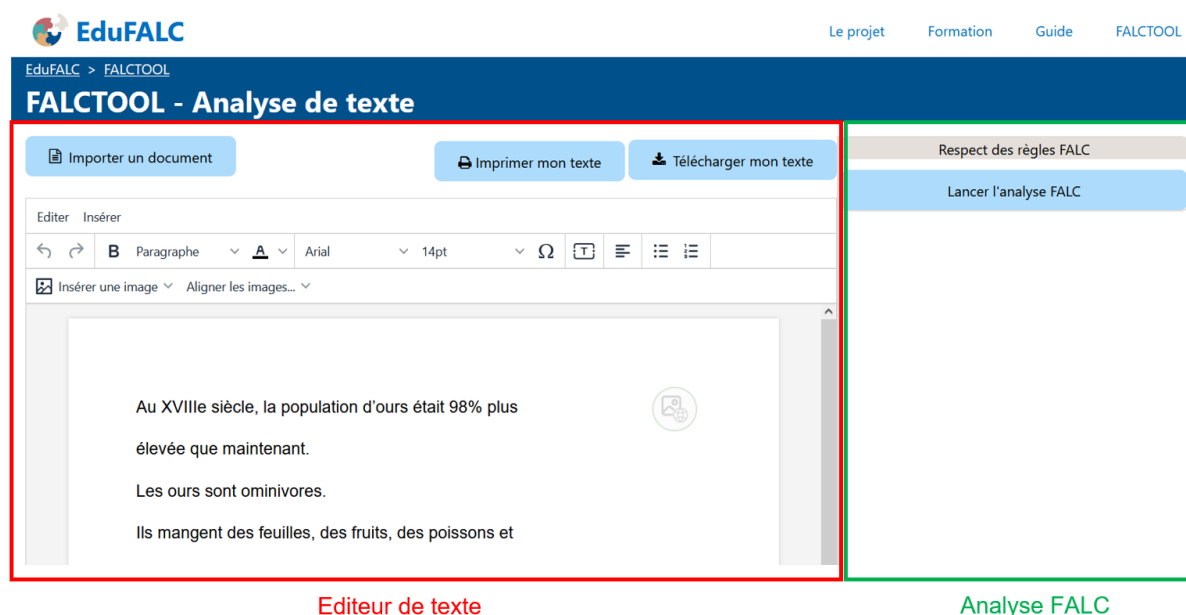 EduFALC
Le projet Formation Guide FALCTOOL
EduFALC > FALCTOOL
FALCTOOL - Analyse de texte
Importer un document
Imprimer mon texte
Télécharger mon texte
Respect des règles FALC
Lancer l'analyse FALC
Editer Insérer
B Paragraphe A Arial 14pt Ω T
Insérer une image Aligner les images...
Au XVIIIe siècle, la population d'ours était 98% plus
élevée que maintenant.
Les ours sont ominivores.
Ils mangent des feuilles, des fruits, des poissons et
Editeur de texte
Analyse FALC